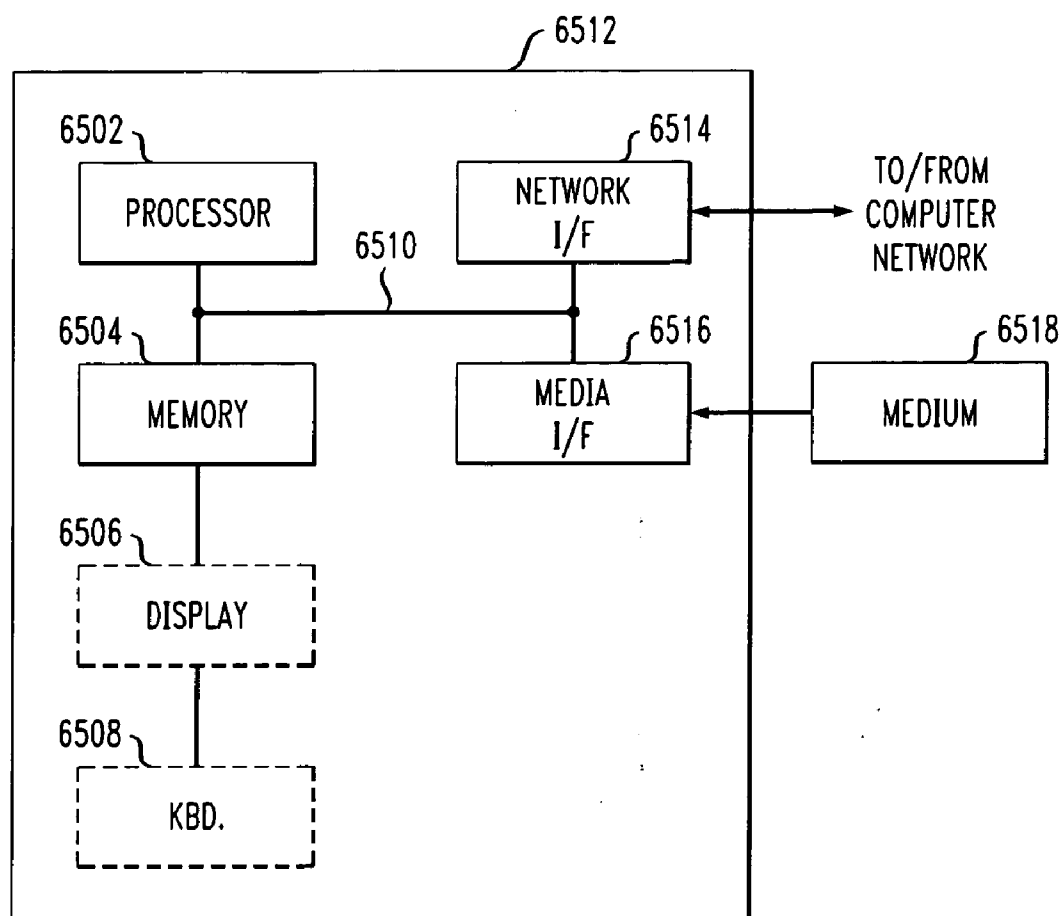 6512
6502
PROCESSOR
6514
NETWORK
I/F
TO/FROM
COMPUTER
NETWORK
6510
6504
MEMORY
6516
MEDIA
I/F
6518
MEDIUM
6506
DISPLAY
6508
KBD.